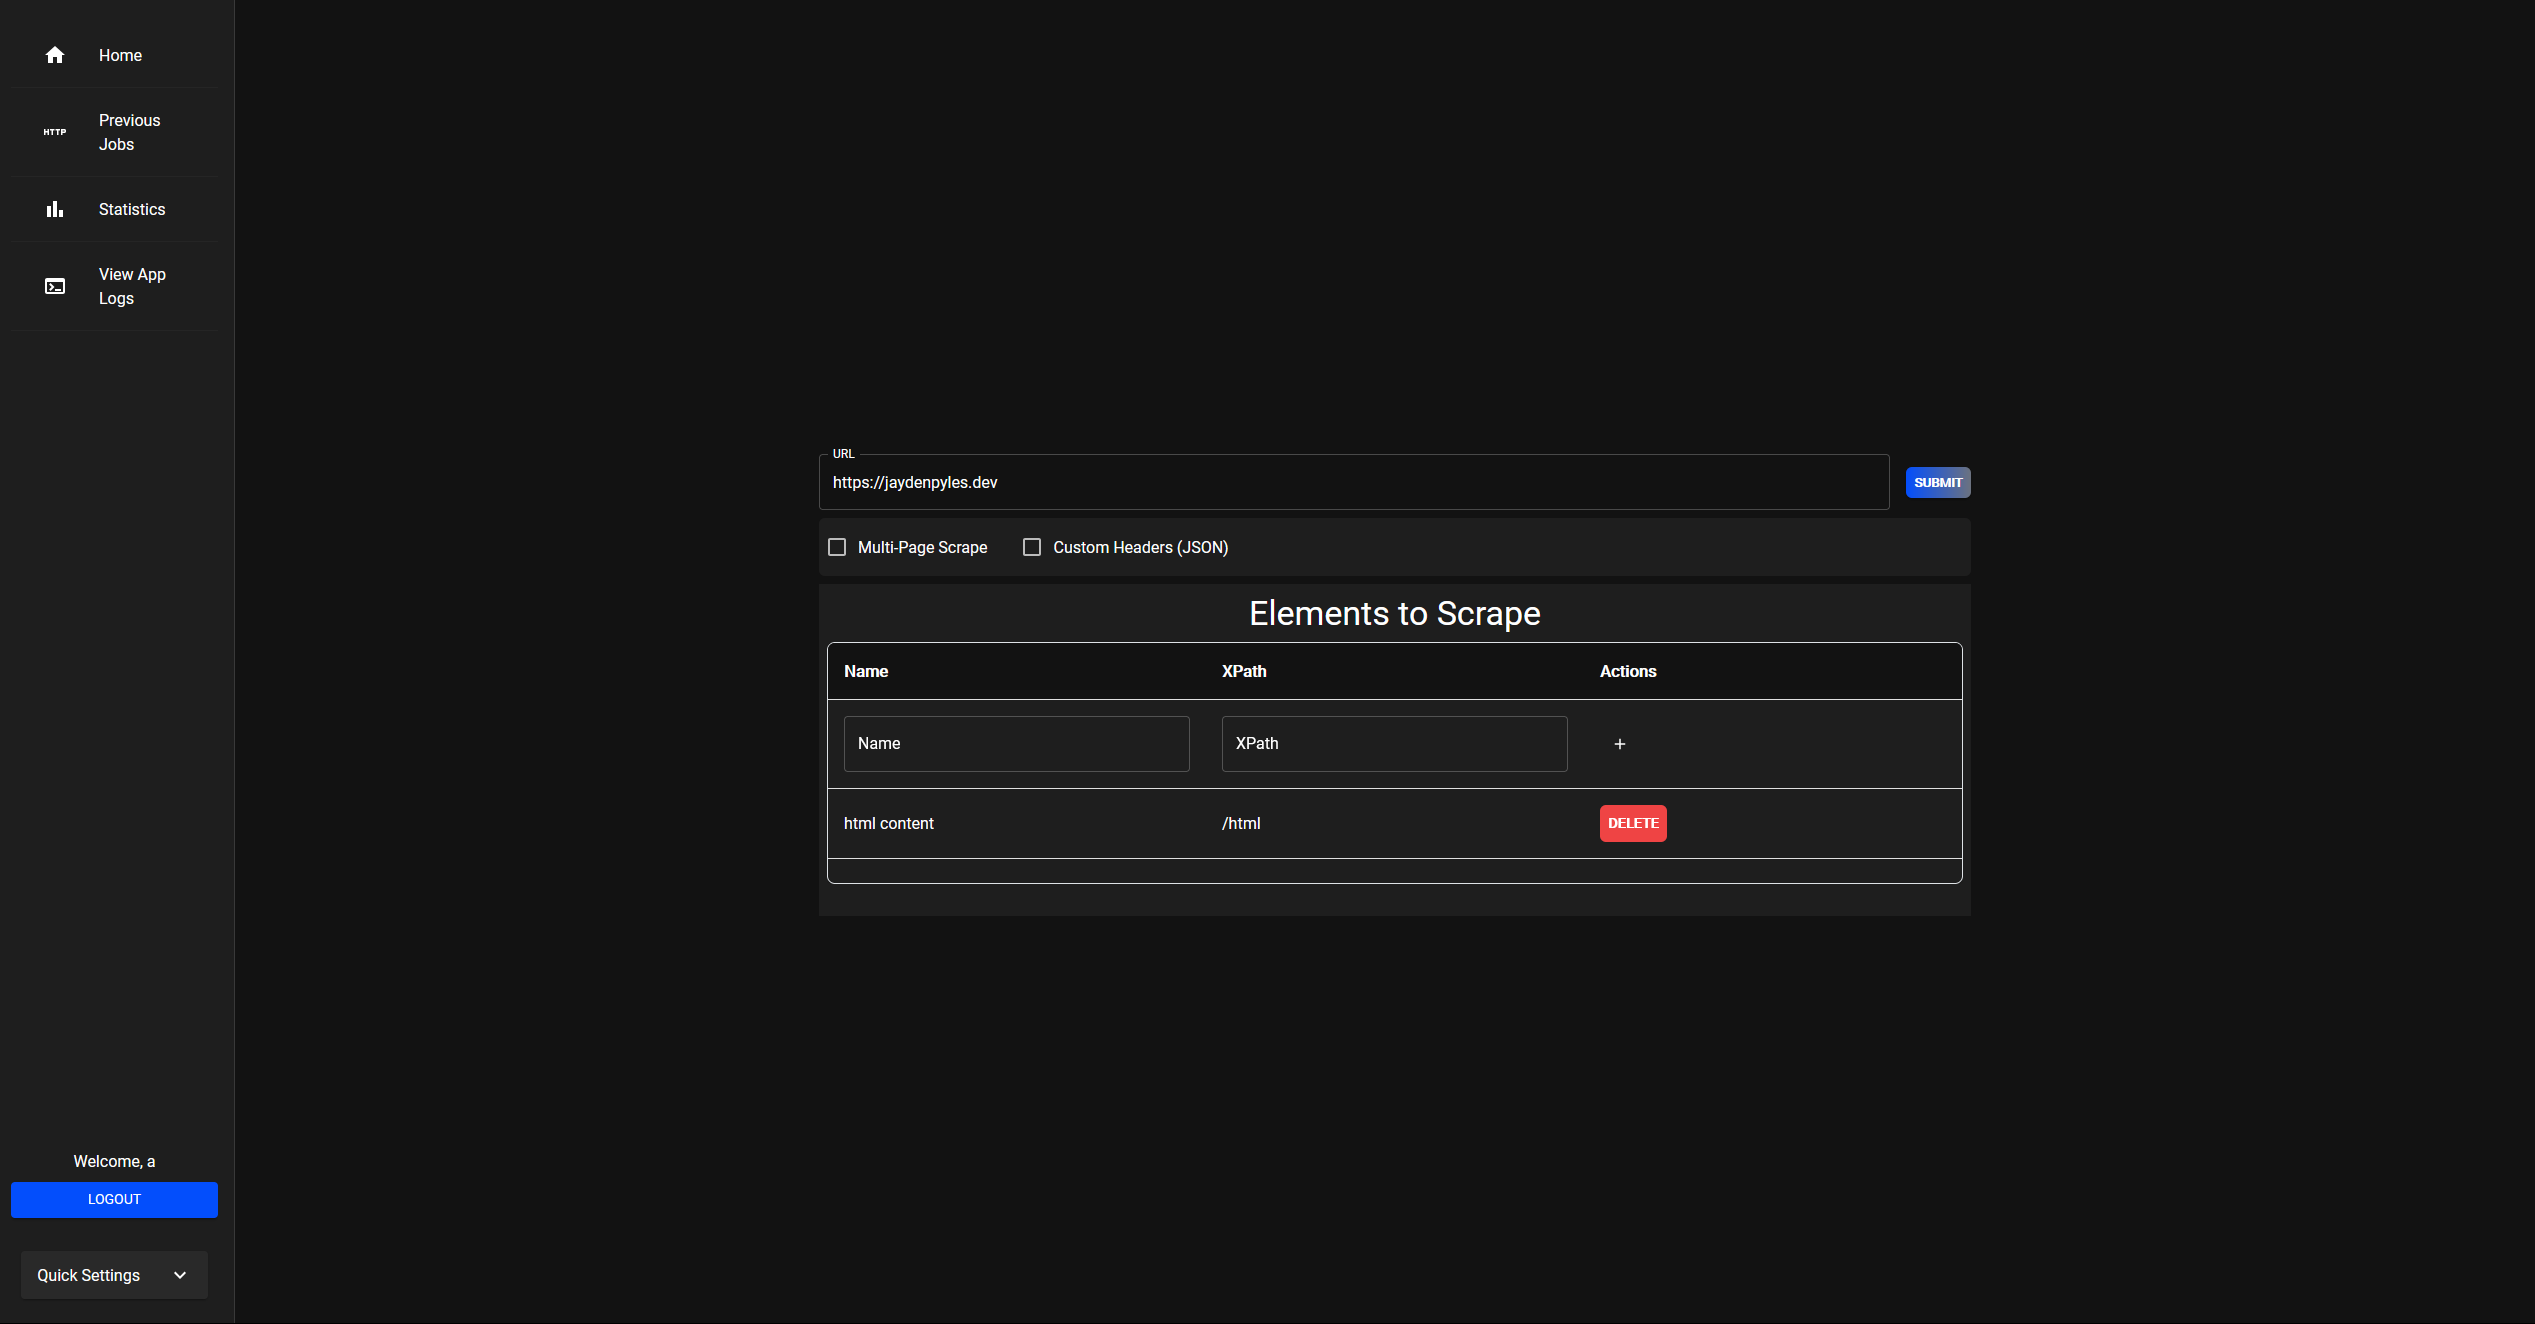 Home
HTTP
Previous
Jobs
Statistics
View App
Logs
URL
https://jaydenpyles.dev
SUBMIT
Multi-Page Scrape
Custom Headers (JSON)
Elements to Scrape
Name XPath Actions
Name XPath +
html content /html DELETE
Welcome, a
LOGOUT
Quick Settings